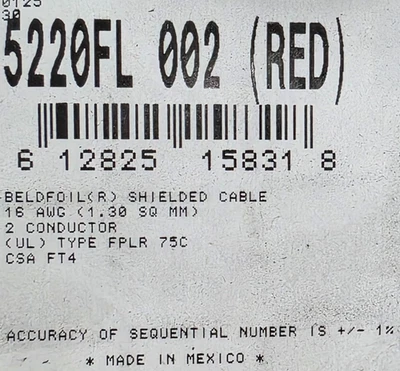 0125
30
5220FL 002 (RED)
6 12825 15831 8
BELDFOIL(R) SHIELDED CABLE
16 AWG (1.30 SQ MM)
2 CONDUCTOR
(UL) TYPE FPLR 75C
CSA FT4
ACCURACY OF SEQUENTIAL NUMBER IS +/- 1%
* MADE IN MEXICO *